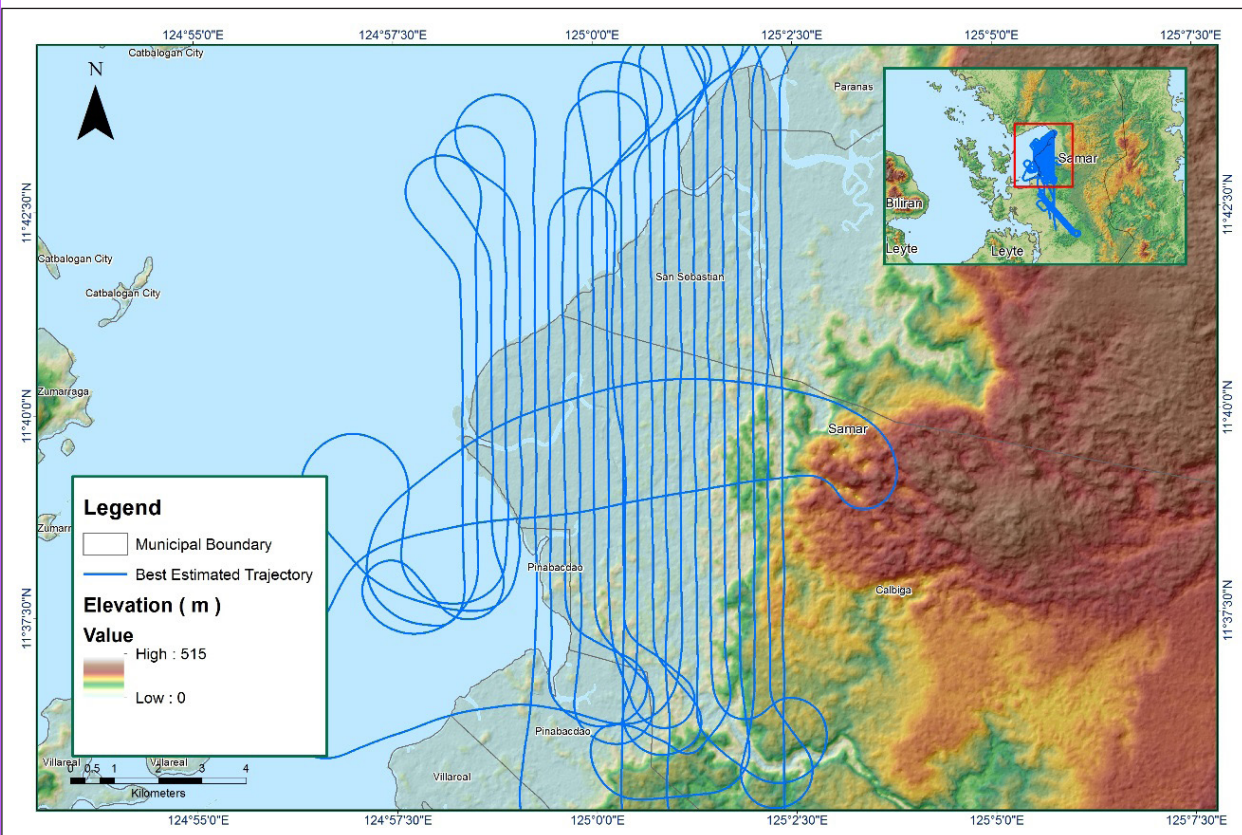 124°55'0"E 124°57'30"E 125°0'0"E 125°2'30"E 125°5'0"E 125°7'30"E
Catbalogan City
N
Paranas
Samar
Biliran
Leyte
Leyte
11°42'30"N
11°42'30"N
Catbalogan City
San Sebastian
Catbalogan City
Zumarraga
11°40'0"N
11°40'0"N
Samar
Legend
Municipal Boundary
Best Estimated Trajectory
Elevation ( m )
Value
High : 515
Low : 0
Zumarr
Pinabacdao
Calbiga
11°37'30"N
11°37'30"N
Pinabacdao
Villareal
Villareal
Villaroal
0 0.5 1 2 3 4
Kilometers
124°55'0"E 124°57'30"E 125°0'0"E 125°2'30"E 125°5'0"E 125°7'30"E